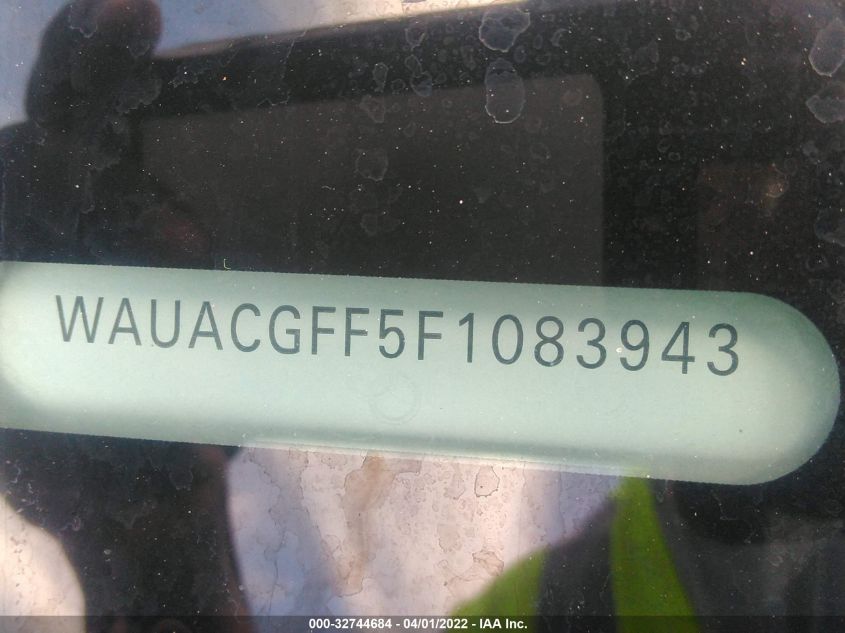 WAUACGFF5F1083943
000-32744684 - 04/01/2022 - IAA Inc.